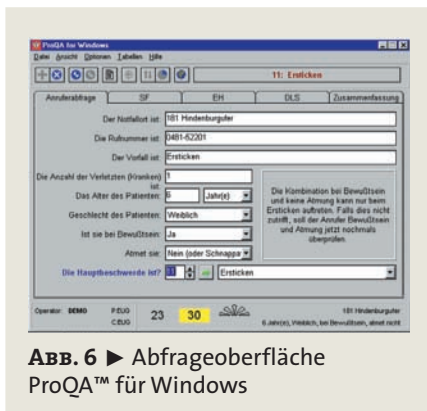 ProQA for Windows
Datei Ansicht Optionen Tabellen Hilfe
11: Ersticken
Anruferabfrage SF EH DLS Zusammenfassung
Der Notfallort ist: 181 Hindenburgufer
Die Rufnummer ist: 0481-52201
Der Vorfall ist: Ersticken
Die Anzahl der Verletzten (Kranken) ist: 1
Das Alter des Patienten: 6 Jahr(e)
Geschlecht des Patienten: Weiblich
Ist sie bei Bewußtsein: Ja
Atmet sie: Nein (oder Schnappa
Die Hauptbeschwerde ist? 11 Ersticken
Die Kombination bei Bewußtsein
und keine Atmung kann nur beim
Ersticken auftreten. Falls dies nicht
zutrifft, soll der Anrufer Bewußtsein
und Atmung jetzt nochmals
überprüfen.
Operator: DEMO 23 30
181 Hindenburgufer
6 Jahr(e), Weiblich, bei Bewußtsein, atmet nicht
ABB. 6 ► Abfrageoberfläche
ProQA™ für Windows